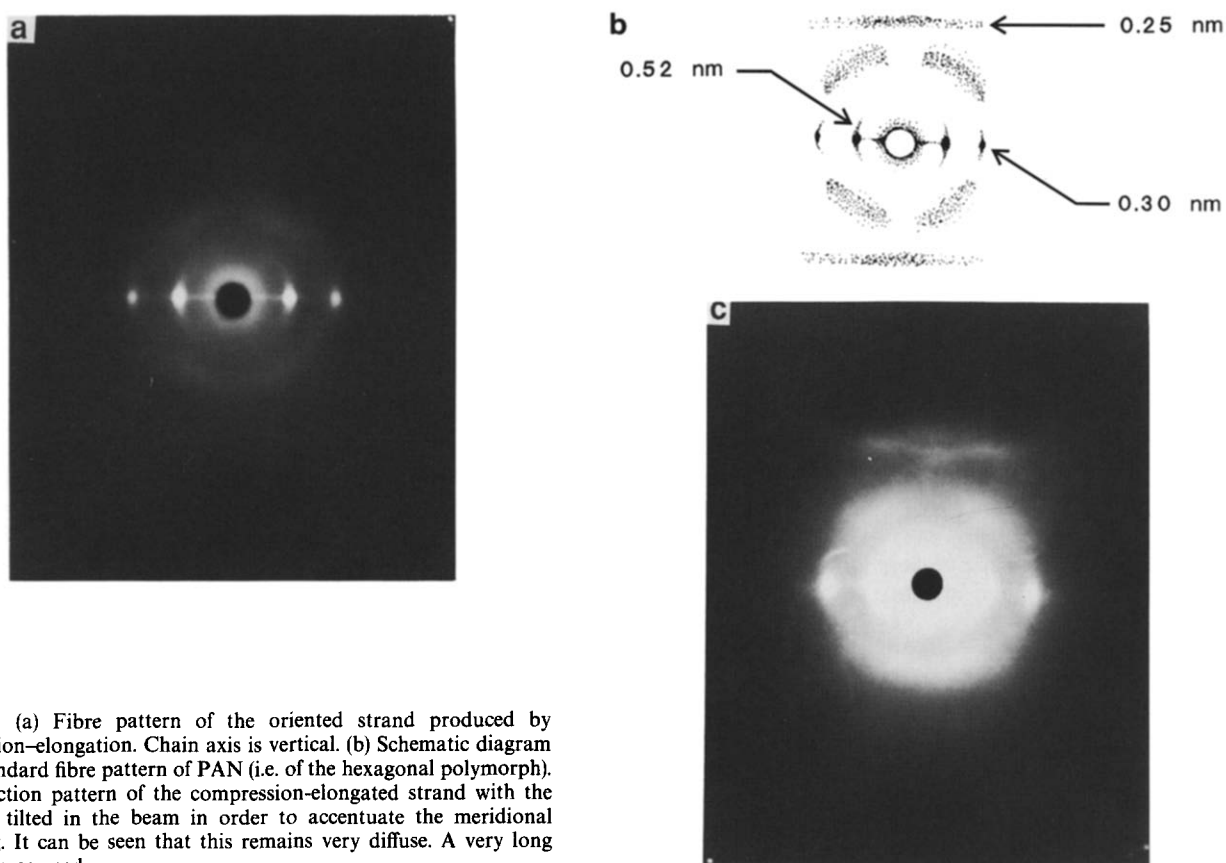 a
b
0.25 nm
0.52 nm
0.30 nm
c
(a) Fibre pattern of the oriented strand produced by
ion–elongation. Chain axis is vertical. (b) Schematic diagram
ndard fibre pattern of PAN (i.e. of the hexagonal polymorph).
ction pattern of the compression-elongated strand with the
tilted in the beam in order to accentuate the meridional
. It can be seen that this remains very diffuse. A very long